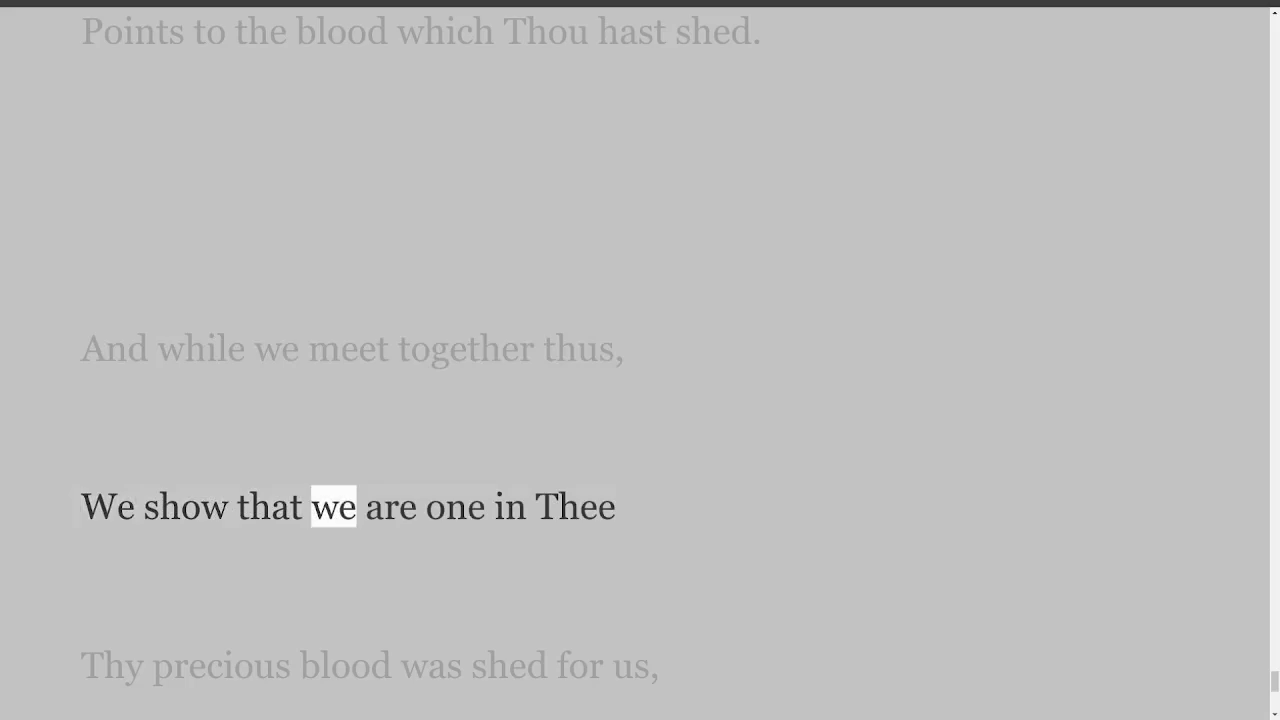 Points to the blood which Thou hast shed.
And while we meet together thus,
We show that we are one in Thee
Thy precious blood was shed for us,